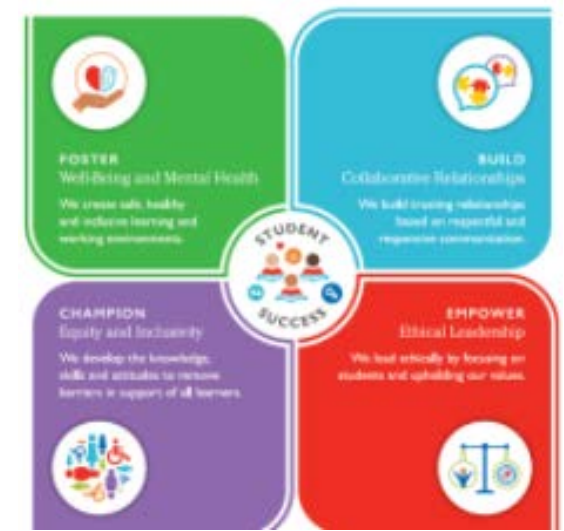 FOSTER
Well-Being and Mental Health
We create safe, healthy
and inclusive learning and
working environments.
BUILD
Collaborative Relationships
We build trusting relationships
based on respectful and
responsive communication.
STUDENT
SUCCESS
CHAMPION
Equity and Inclusivity
We develop the knowledge,
skills and attitudes to remove
barriers in support of all learners.
EMPOWER
Ethical Leadership
We lead ethically by focusing on
students and upholding our values.